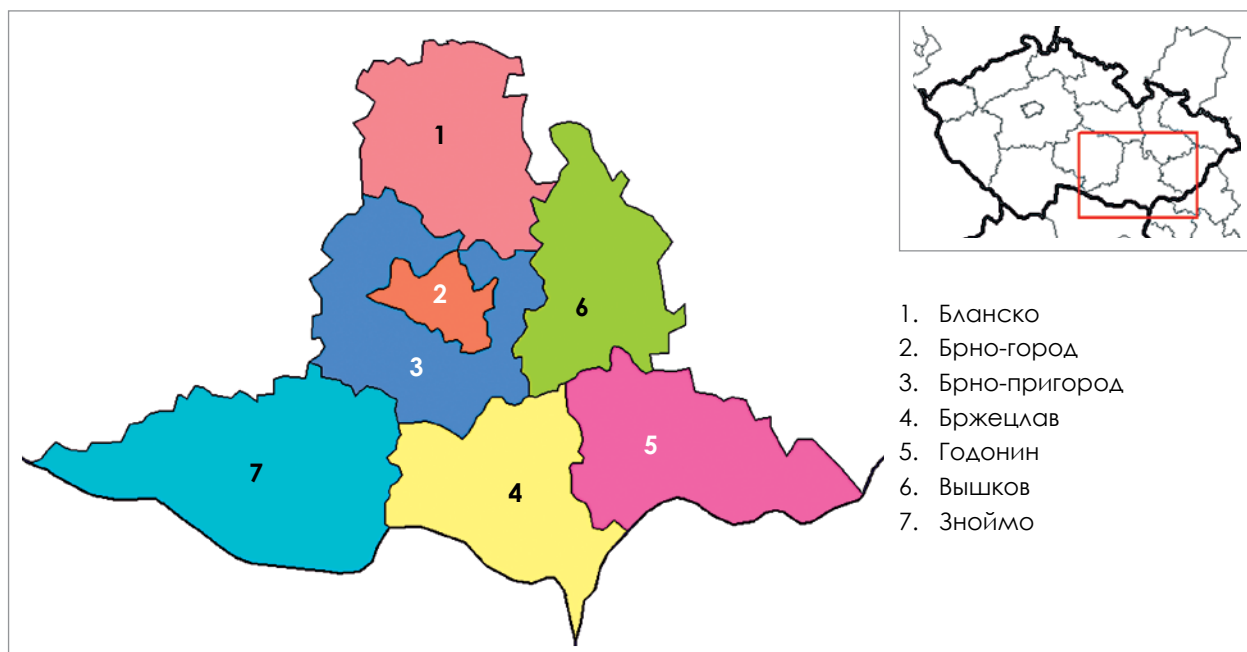 1
2
3
6
5
7
4
1. Бланско
2. Брно-город
3. Брно-пригород
4. Бржецлав
5. Годонин
6. Вышков
7. Зноймо